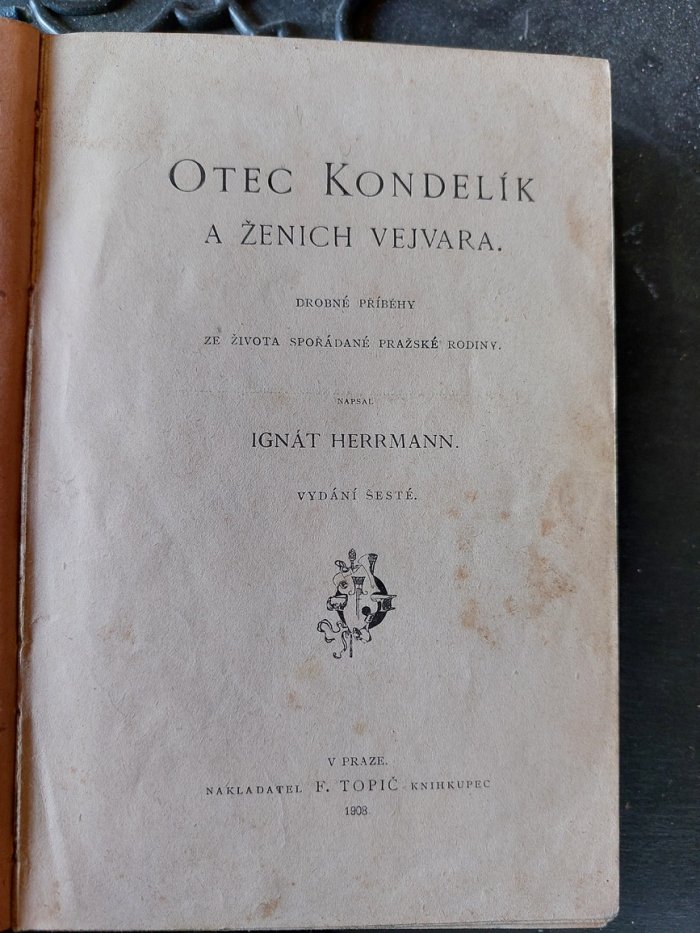 OTEC KONDELÍK
A ŽENICH VEJVARA.
DROBNÉ PŘÍBĚHY
ZE ŽIVOTA SPOŘÁDANÉ PRAŽSKÉ RODINY.
NAPSAL
IGNÁT HERRMANN.
VYDÁNÍ ŠESTÉ.
V PRAZE.
NAKLADATEL F. TOPIČ KNIHKUPEC
1908.